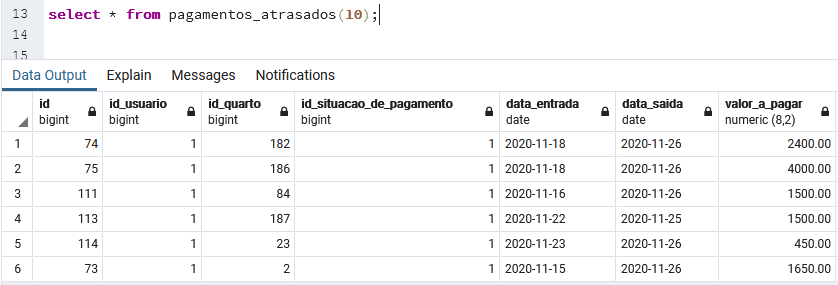 13 select * from pagamentos_atrasados(10);
14
15
Data Output Explain Messages Notifications
id bigint id_usuario bigint id_quarto bigint id_situacao_de_pagamento bigint data_entrada date data_saida date valor_a_pagar numeric (8,2)
1 74 1 182 1 2020-11-18 2020-11-26 2400.00
2 75 1 186 1 2020-11-18 2020-11-26 4000.00
3 111 1 84 1 2020-11-16 2020-11-26 1500.00
4 113 1 187 1 2020-11-22 2020-11-25 1500.00
5 114 1 23 1 2020-11-23 2020-11-26 450.00
6 73 1 2 1 2020-11-15 2020-11-26 1650.00